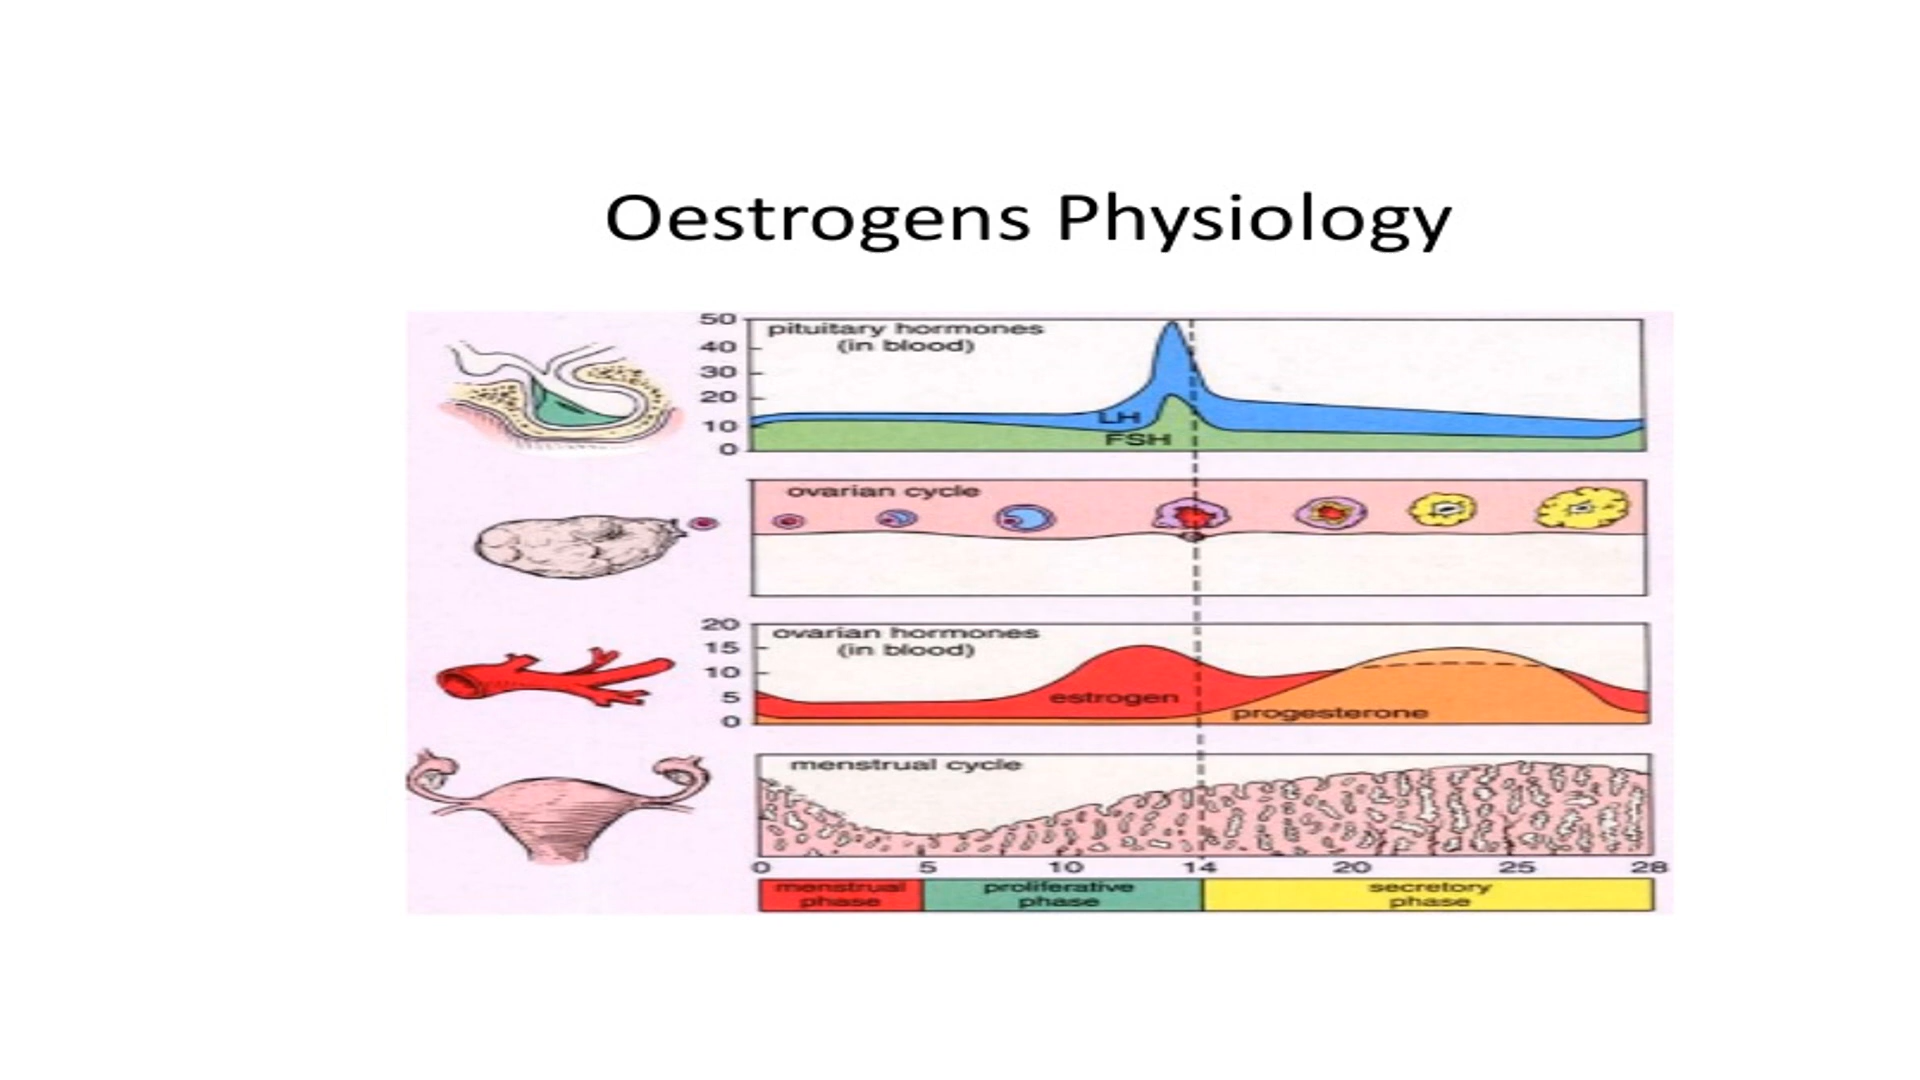 Oestrogens Physiology
50
40
30
20
10
0
pituitary hormones
(in blood)
LH
FSH
ovarian cycle
20
15
10
5
0
ovarian hormones
(in blood)
estrogen
progesterone
menstrual cycle
0 5 10 14 20 25 28
menstrual
phase
proliferative
phase
secretory
phase